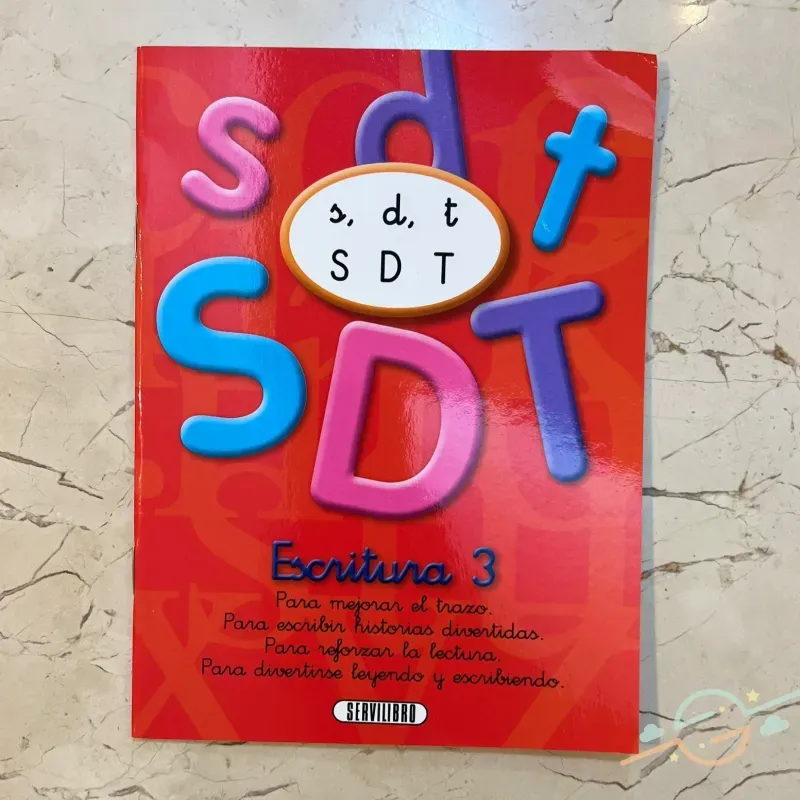 s d t
s, d, t
S D T
S D T
Escritura 3
Para mejorar el trazo.
Para escribir historias divertidas.
Para reforzar la lectura.
Para divertirse leyendo y escribiendo.
SERVILIBRO